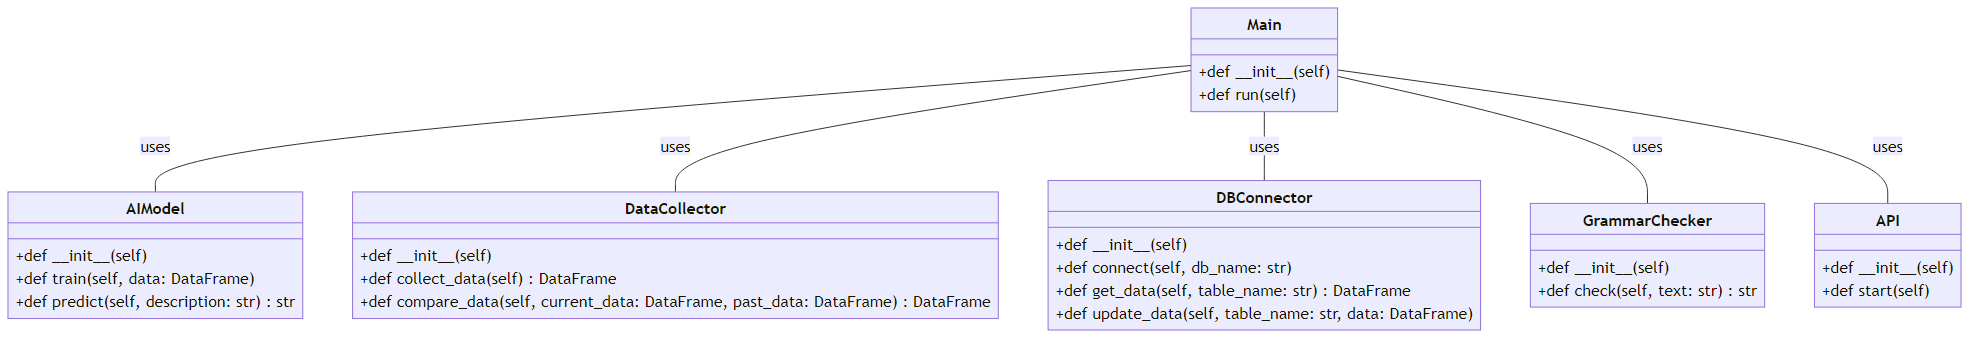 Main
+def __init__(self)
+def run(self)
uses
uses
uses
uses
uses
AIModel
+def __init__(self)
+def train(self, data: DataFrame)
+def predict(self, description: str) : str
DataCollector
+def __init__(self)
+def collect_data(self) : DataFrame
+def compare_data(self, current_data: DataFrame, past_data: DataFrame) : DataFrame
DBConnector
+def __init__(self)
+def connect(self, db_name: str)
+def get_data(self, table_name: str) : DataFrame
+def update_data(self, table_name: str, data: DataFrame)
GrammarChecker
+def __init__(self)
+def check(self, text: str) : str
API
+def __init__(self)
+def start(self)